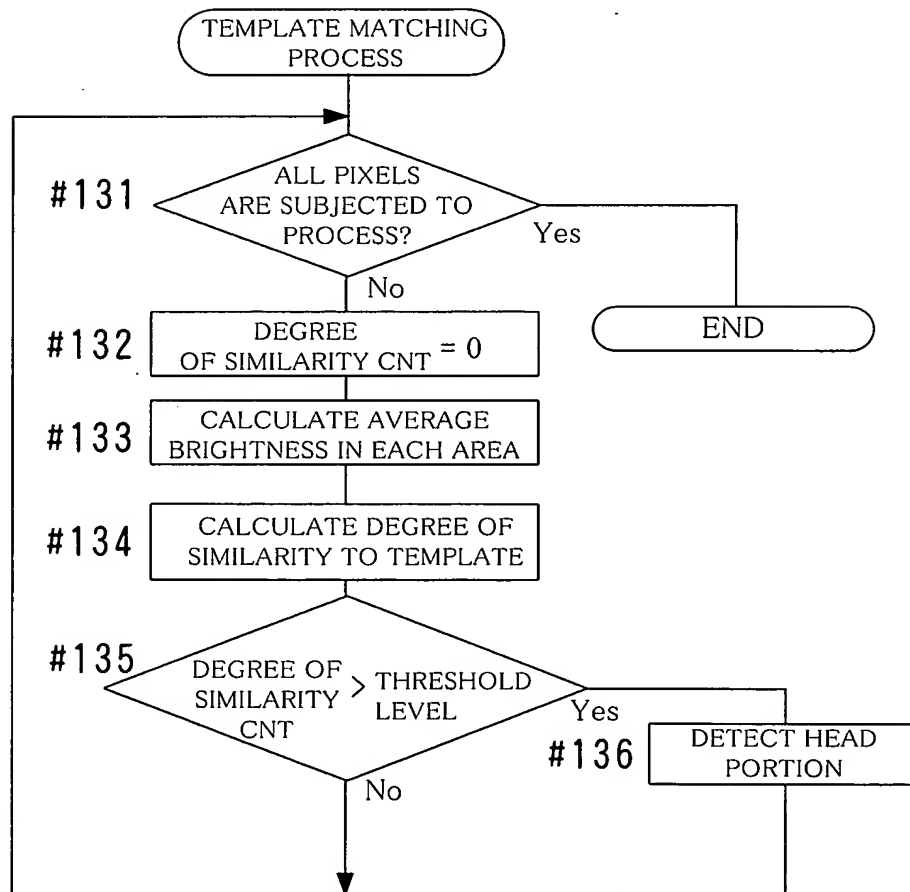 TEMPLATE MATCHING
PROCESS
#131
ALL PIXELS
ARE SUBJECTED TO
PROCESS?
Yes
No
END
#132
DEGREE
OF SIMILARITY CNT = 0
#133
CALCULATE AVERAGE
BRIGHTNESS IN EACH AREA
#134
CALCULATE DEGREE OF
SIMILARITY TO TEMPLATE
#135
DEGREE OF
SIMILARITY
CNT
>
THRESHOLD
LEVEL
Yes
No
#136
DETECT HEAD
PORTION